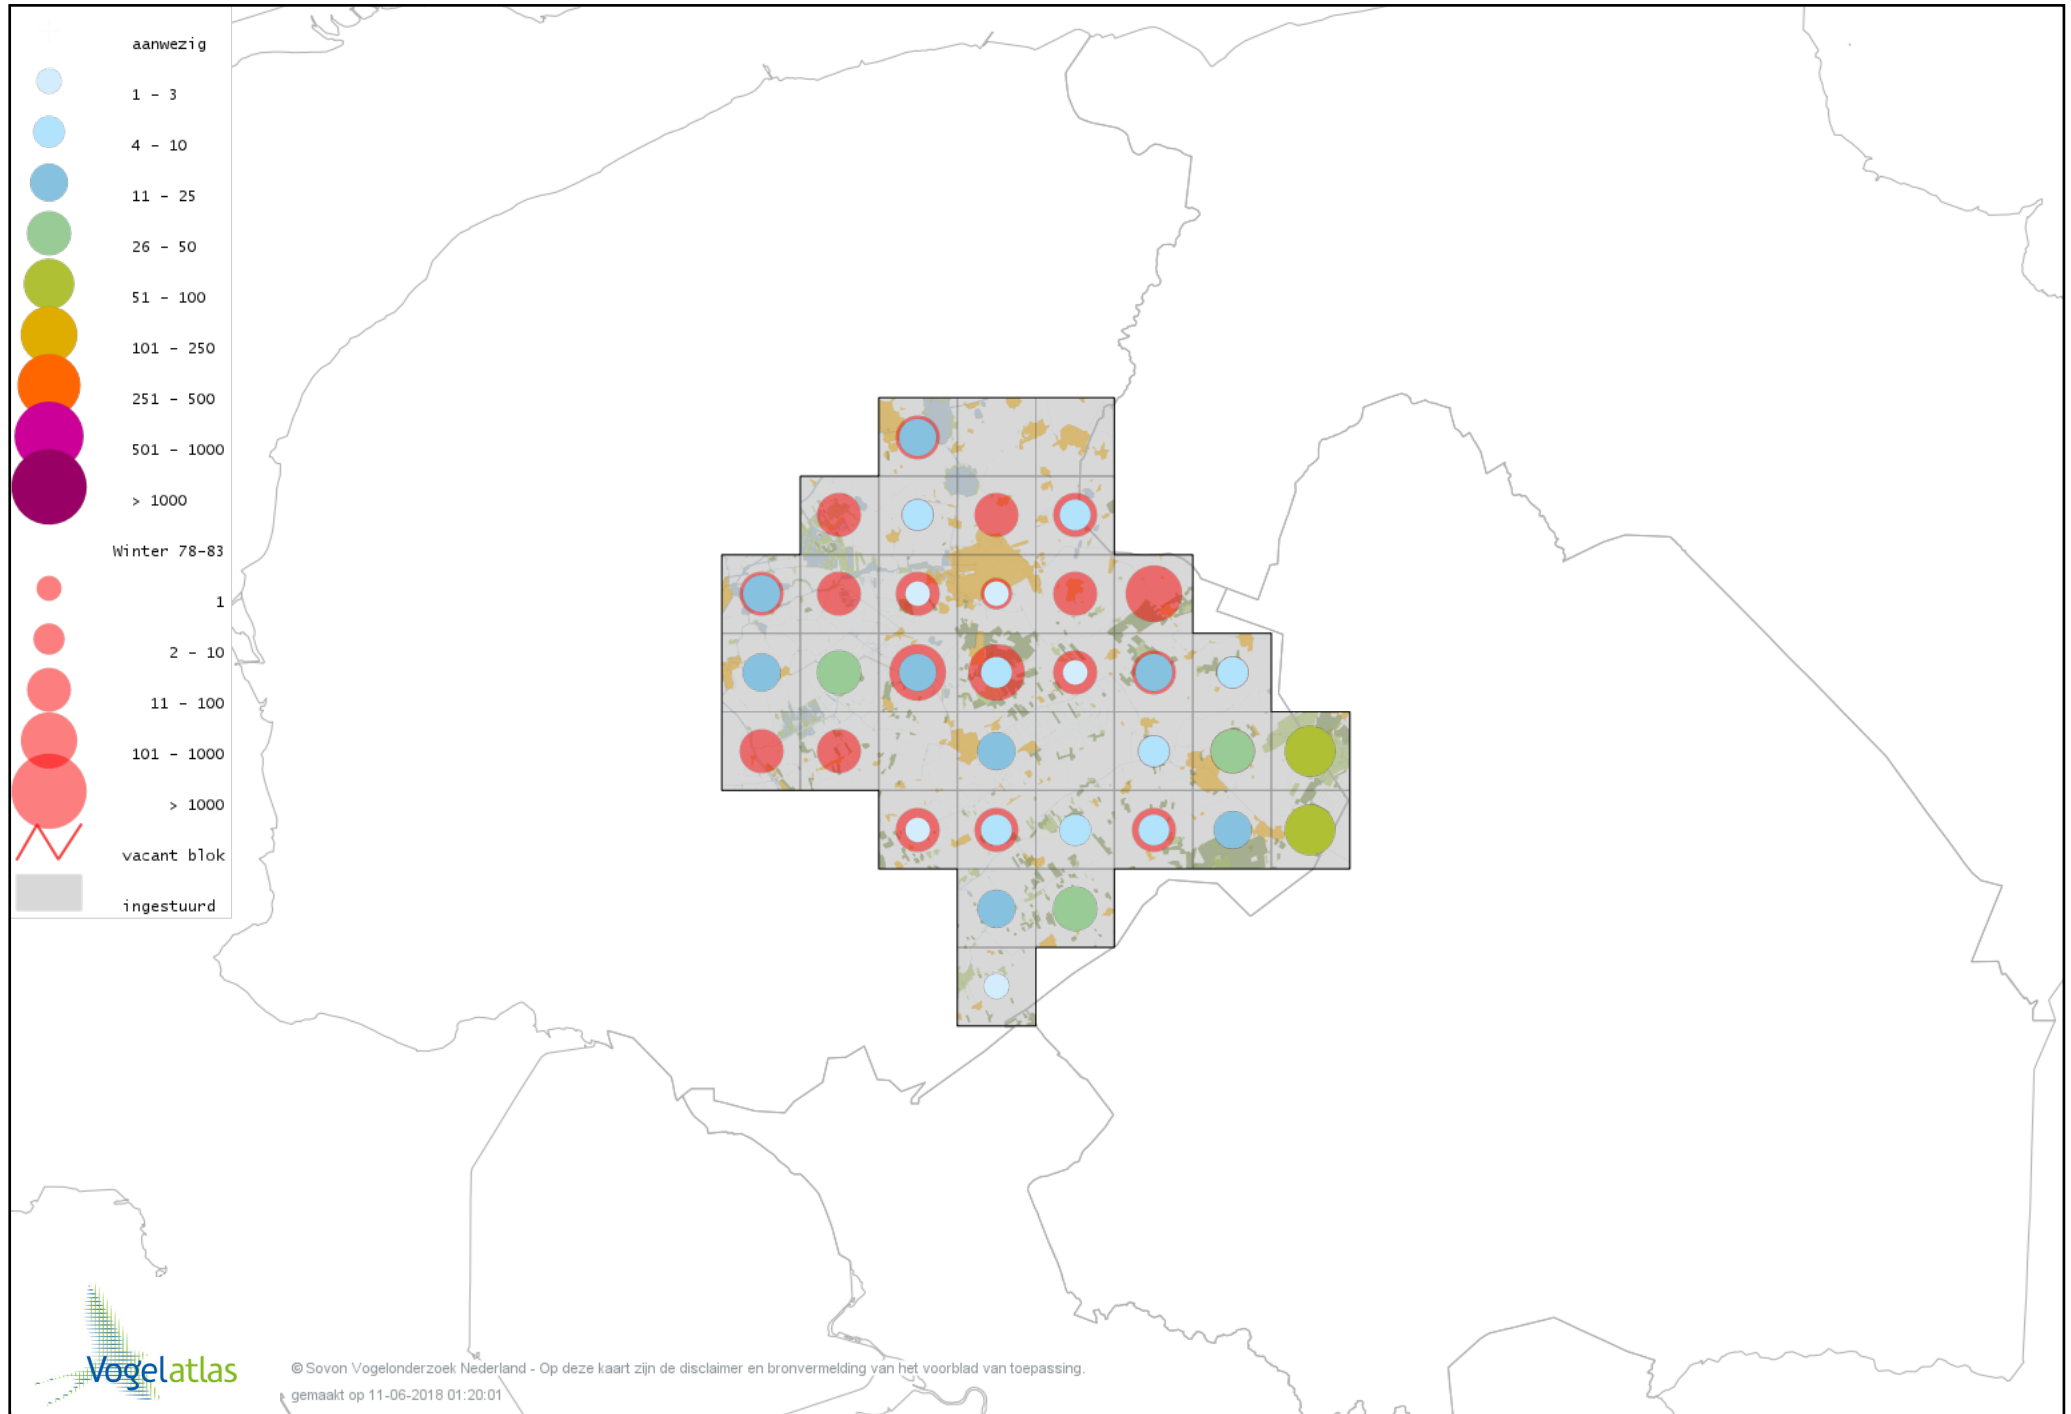 aanwezig
1 - 3
4 - 10
11 - 25
26 - 50
51 - 100
101 - 250
251 - 500
501 - 1000
> 1000
Winter 78-83
1
2 - 10
11 - 100
101 - 1000
> 1000
vacant blok
ingestuurd
Vogelatlas
© Sovon Vogelonderzoek Nederland - Op deze kaart zijn de disclaimer en bronvermelding van het voorblad van toepassing.
gemaakt op 11-06-2018 01:20:01